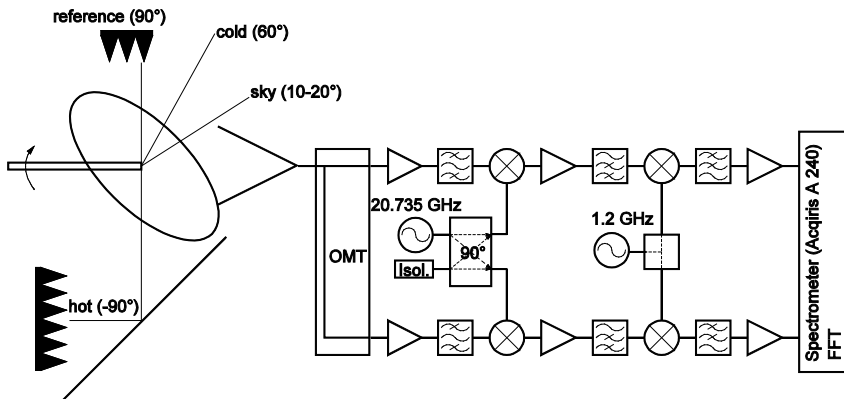 reference (90°)
cold (60°)
sky (10-20°)
hot (-90°)
OMT
20.735 GHz
90°
Isol.
1.2 GHz
Spectrometer (Acqiris A 240)
FFT